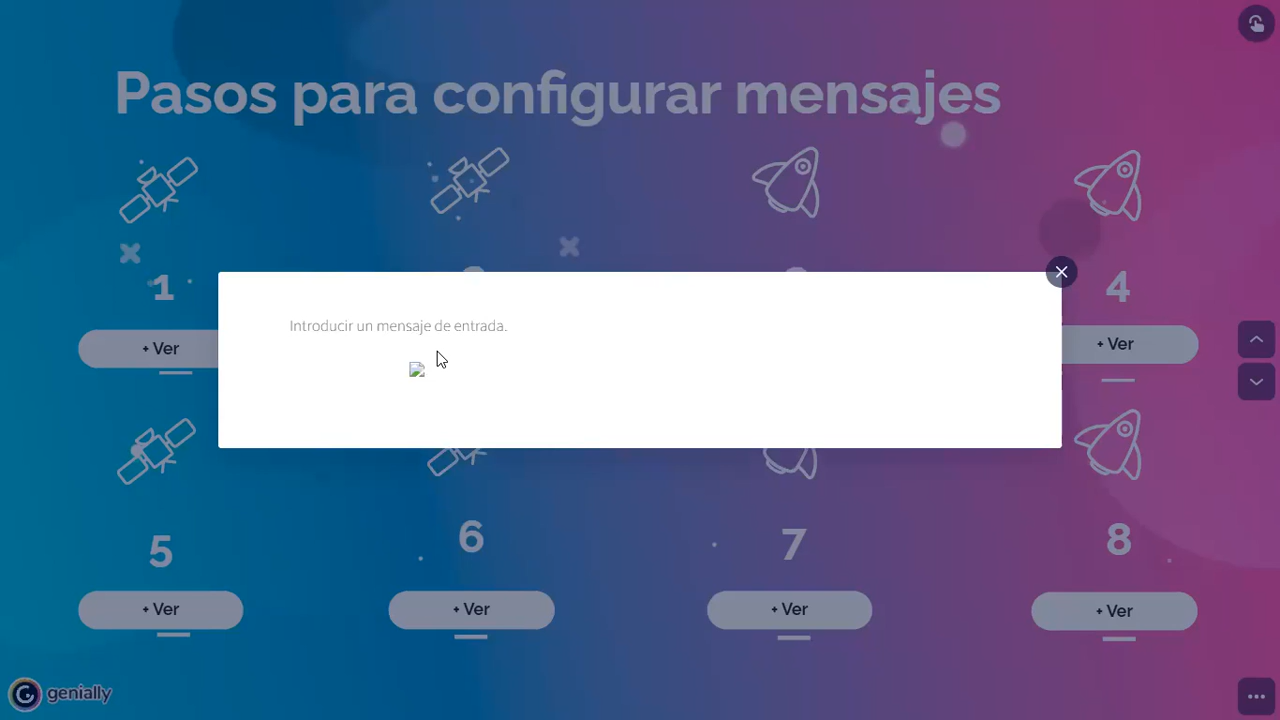 Pasos para configurar mensajes
1
4
+ Ver
+ Ver
Introducir un mensaje de entrada.
5
6
7
8
+ Ver
+ Ver
+ Ver
+ Ver
genially